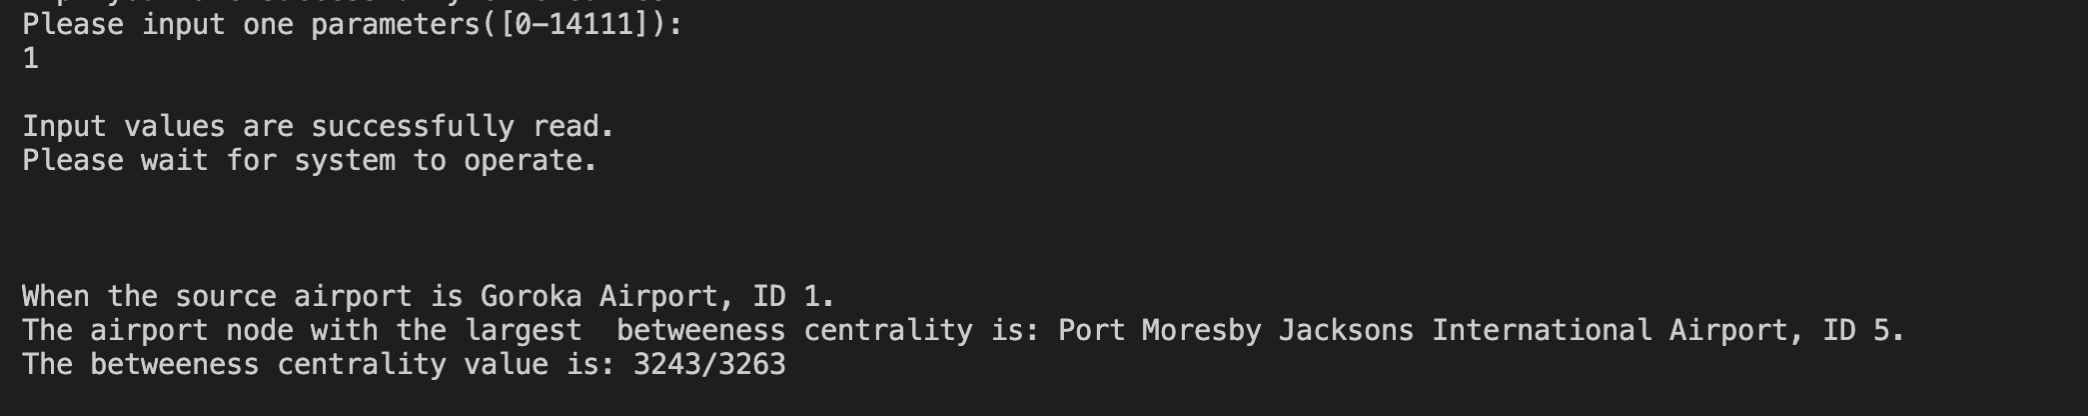 Please input one parameters([0-14111]):
1
Input values are successfully read.
Please wait for system to operate.
When the source airport is Goroka Airport, ID 1.
The airport node with the largest  betweeness centrality is: Port Moresby Jacksons International Airport, ID 5.
The betweeness centrality value is: 3243/3263